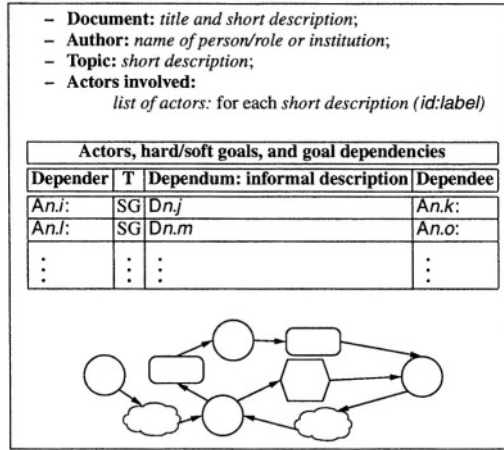 – Document: title and short description;
– Author: name of person/role or institution;
– Topic: short description;
– Actors involved:
list of actors: for each short description (id:label)
Actors, hard/soft goals, and goal dependencies
Depender T Dependum: informal description Dependee
An.i: SG Dn.j An.k:
An.l: SG Dn.m An.o:
⋮ ⋮ ⋮ ⋮